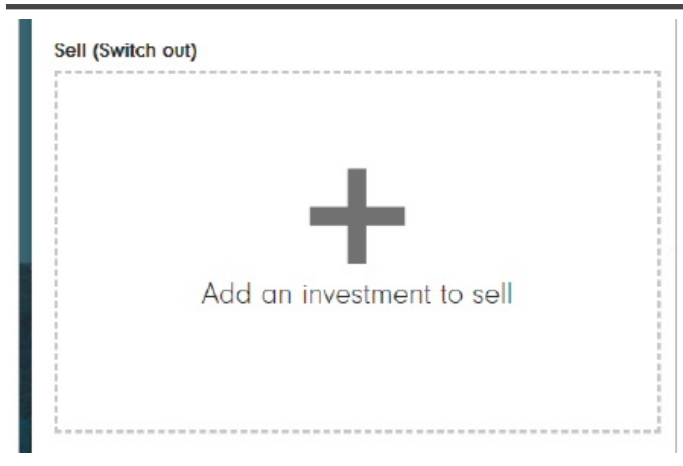 Sell (Switch out)
Add an investment to sell